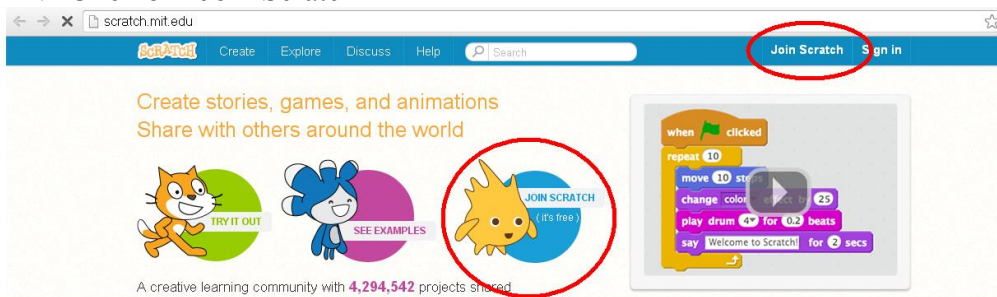 scratch.mit.edu
SCRATCH Create Explore Discuss Help Search Join Scratch Sign in
Create stories, games, and animations
Share with others around the world
TRY IT OUT
SEE EXAMPLES
JOIN SCRATCH
(it's free)
A creative learning community with 4,294,542 projects shared
when clicked
repeat 10
move 10 steps
change color effect by 25
play drum 4 for 0.2 beats
say Welcome to Scratch! for 2 secs